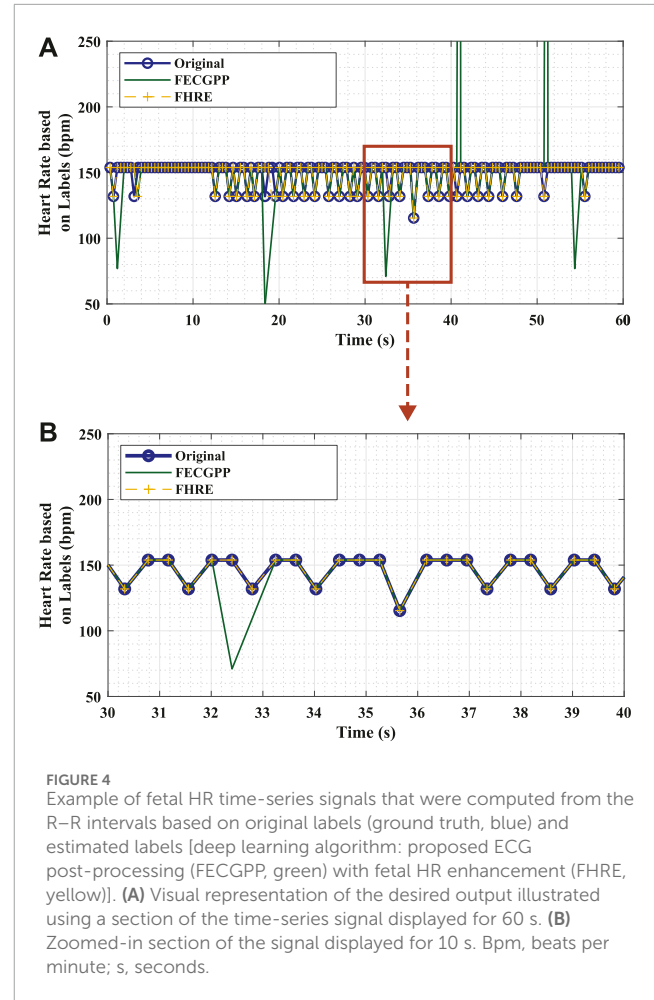 A
250
200
150
100
50
Heart Rate based
on Labels (bpm)
Original
FECGPP
FHRE
0 10 20 30 40 50 60
Time (s)
B
250
200
150
100
50
Heart Rate based
on Labels (bpm)
Original
FECGPP
FHRE
30 31 32 33 34 35 36 37 38 39 40
Time (s)
FIGURE 4
Example of fetal HR time-series signals that were computed from the
R–R intervals based on original labels (ground truth, blue) and
estimated labels [deep learning algorithm: proposed ECG
post-processing (FECGPP, green) with fetal HR enhancement (FHRE,
yellow)]. (A) Visual representation of the desired output illustrated
using a section of the time-series signal displayed for 60 s. (B)
Zoomed-in section of the signal displayed for 10 s. Bpm, beats per
minute; s, seconds.